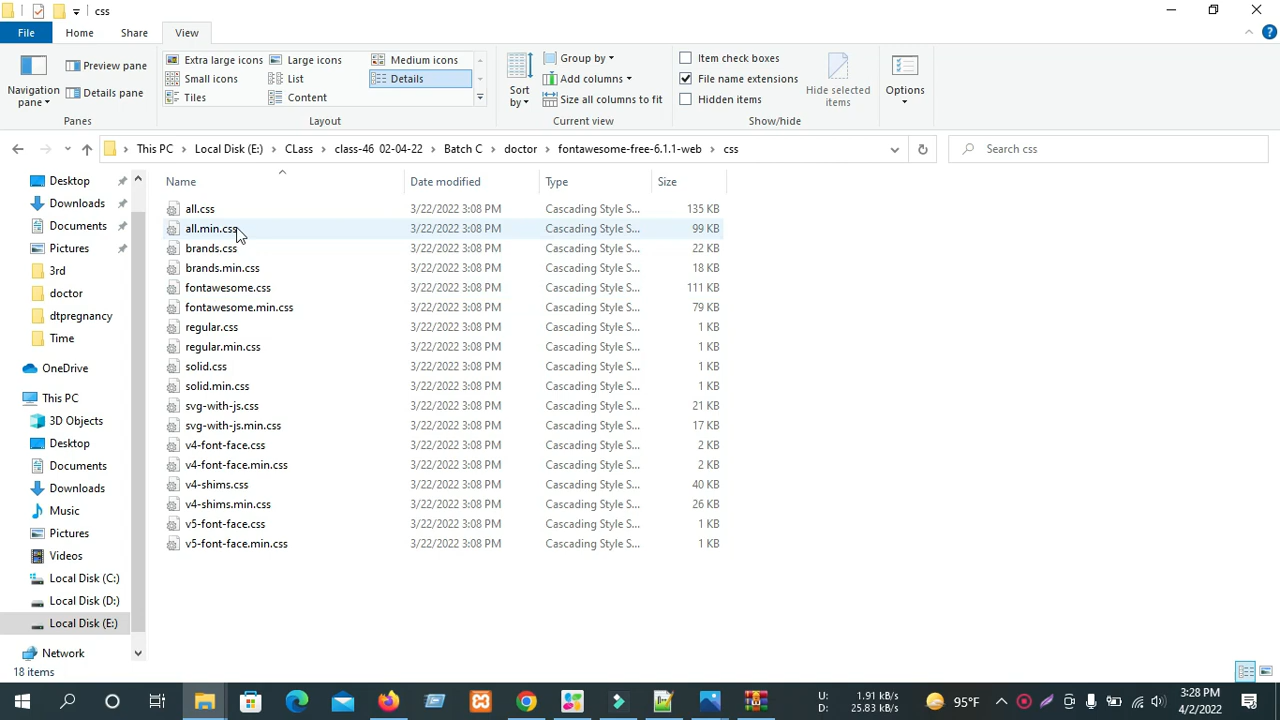 css
File Home Share View
Navigation pane
Preview pane
Details pane
Panes
Extra large icons Large icons Medium icons
Small icons List Details
Tiles Content
Layout
Sort by
Group by
Add columns
Size all columns to fit
Current view
Item check boxes
File name extensions
Hidden items
Hide selected items
Show/hide
Options
This PC Local Disk (E:) CLass class-46 02-04-22 Batch C doctor fontawesome-free-6.1.1-web css
Search css
Desktop
Downloads
Documents
Pictures
3rd
doctor
dtpregnancy
Time
OneDrive
This PC
3D Objects
Desktop
Documents
Downloads
Music
Pictures
Videos
Local Disk (C:)
Local Disk (D:)
Local Disk (E:)
Network
Name Date modified Type Size
all.css 3/22/2022 3:08 PM Cascading Style S... 135 KB
all.min.css 3/22/2022 3:08 PM Cascading Style S... 99 KB
brands.css 3/22/2022 3:08 PM Cascading Style S... 22 KB
brands.min.css 3/22/2022 3:08 PM Cascading Style S... 18 KB
fontawesome.css 3/22/2022 3:08 PM Cascading Style S... 111 KB
fontawesome.min.css 3/22/2022 3:08 PM Cascading Style S... 79 KB
regular.css 3/22/2022 3:08 PM Cascading Style S... 1 KB
regular.min.css 3/22/2022 3:08 PM Cascading Style S... 1 KB
solid.css 3/22/2022 3:08 PM Cascading Style S... 1 KB
solid.min.css 3/22/2022 3:08 PM Cascading Style S... 1 KB
svg-with-js.css 3/22/2022 3:08 PM Cascading Style S... 21 KB
svg-with-js.min.css 3/22/2022 3:08 PM Cascading Style S... 17 KB
v4-font-face.css 3/22/2022 3:08 PM Cascading Style S... 2 KB
v4-font-face.min.css 3/22/2022 3:08 PM Cascading Style S... 2 KB
v4-shims.css 3/22/2022 3:08 PM Cascading Style S... 40 KB
v4-shims.min.css 3/22/2022 3:08 PM Cascading Style S... 26 KB
v5-font-face.css 3/22/2022 3:08 PM Cascading Style S... 1 KB
v5-font-face.min.css 3/22/2022 3:08 PM Cascading Style S... 1 KB
18 items
U: 1.91 kB/s
D: 25.83 kB/s
95°F
3:28 PM
4/2/2022